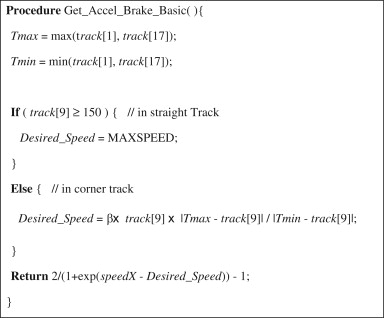 Procedure Get_Accel_Brake_Basic( ){
Tmax = max(track[1], track[17]);
Tmin = min(track[1], track[17]);
If ( track[9] ≥ 150 ) {   // in straight Track
Desired_Speed = MAXSPEED;
}
Else {   // in corner track
Desired_Speed = βx track[9] x |Tmax - track[9]| / |Tmin - track[9]|;
}
Return 2/(1+exp(speedX - Desired_Speed)) - 1;
}